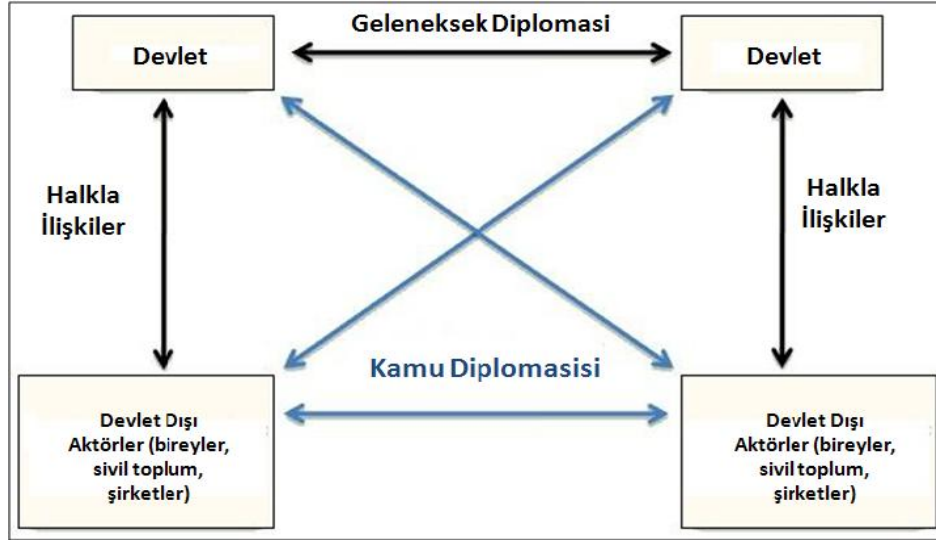 Geleneksek Diplomasi
Devlet
Devlet
Halkla
İlişkiler
Halkla
İlişkiler
Kamu Diplomasisi
Devlet Dışı
Aktörler (bireyler,
sivil toplum,
şirketler)
Devlet Dışı
Aktörler (bireyler,
sivil toplum,
şirketler)